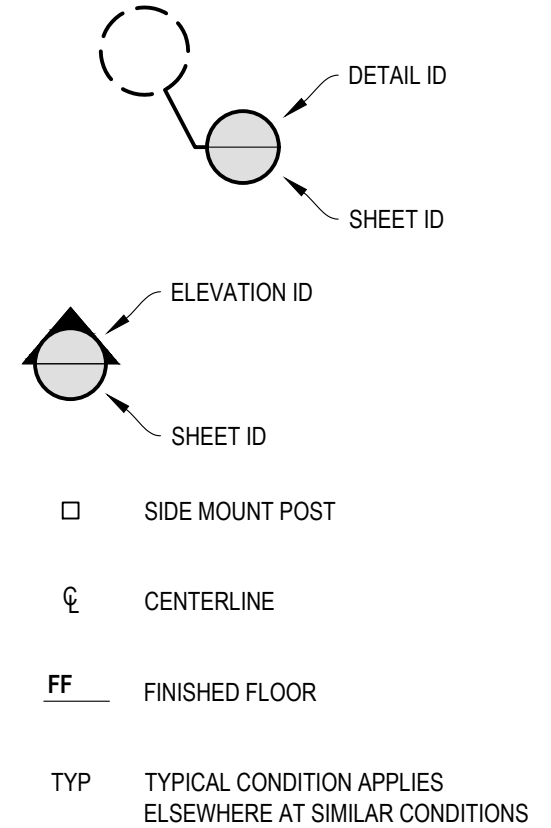 DETAIL ID
SHEET ID
ELEVATION ID
SHEET ID
SIDE MOUNT POST
℄ CENTERLINE
FF FINISHED FLOOR
TYP TYPICAL CONDITION APPLIES
ELSEWHERE AT SIMILAR CONDITIONS